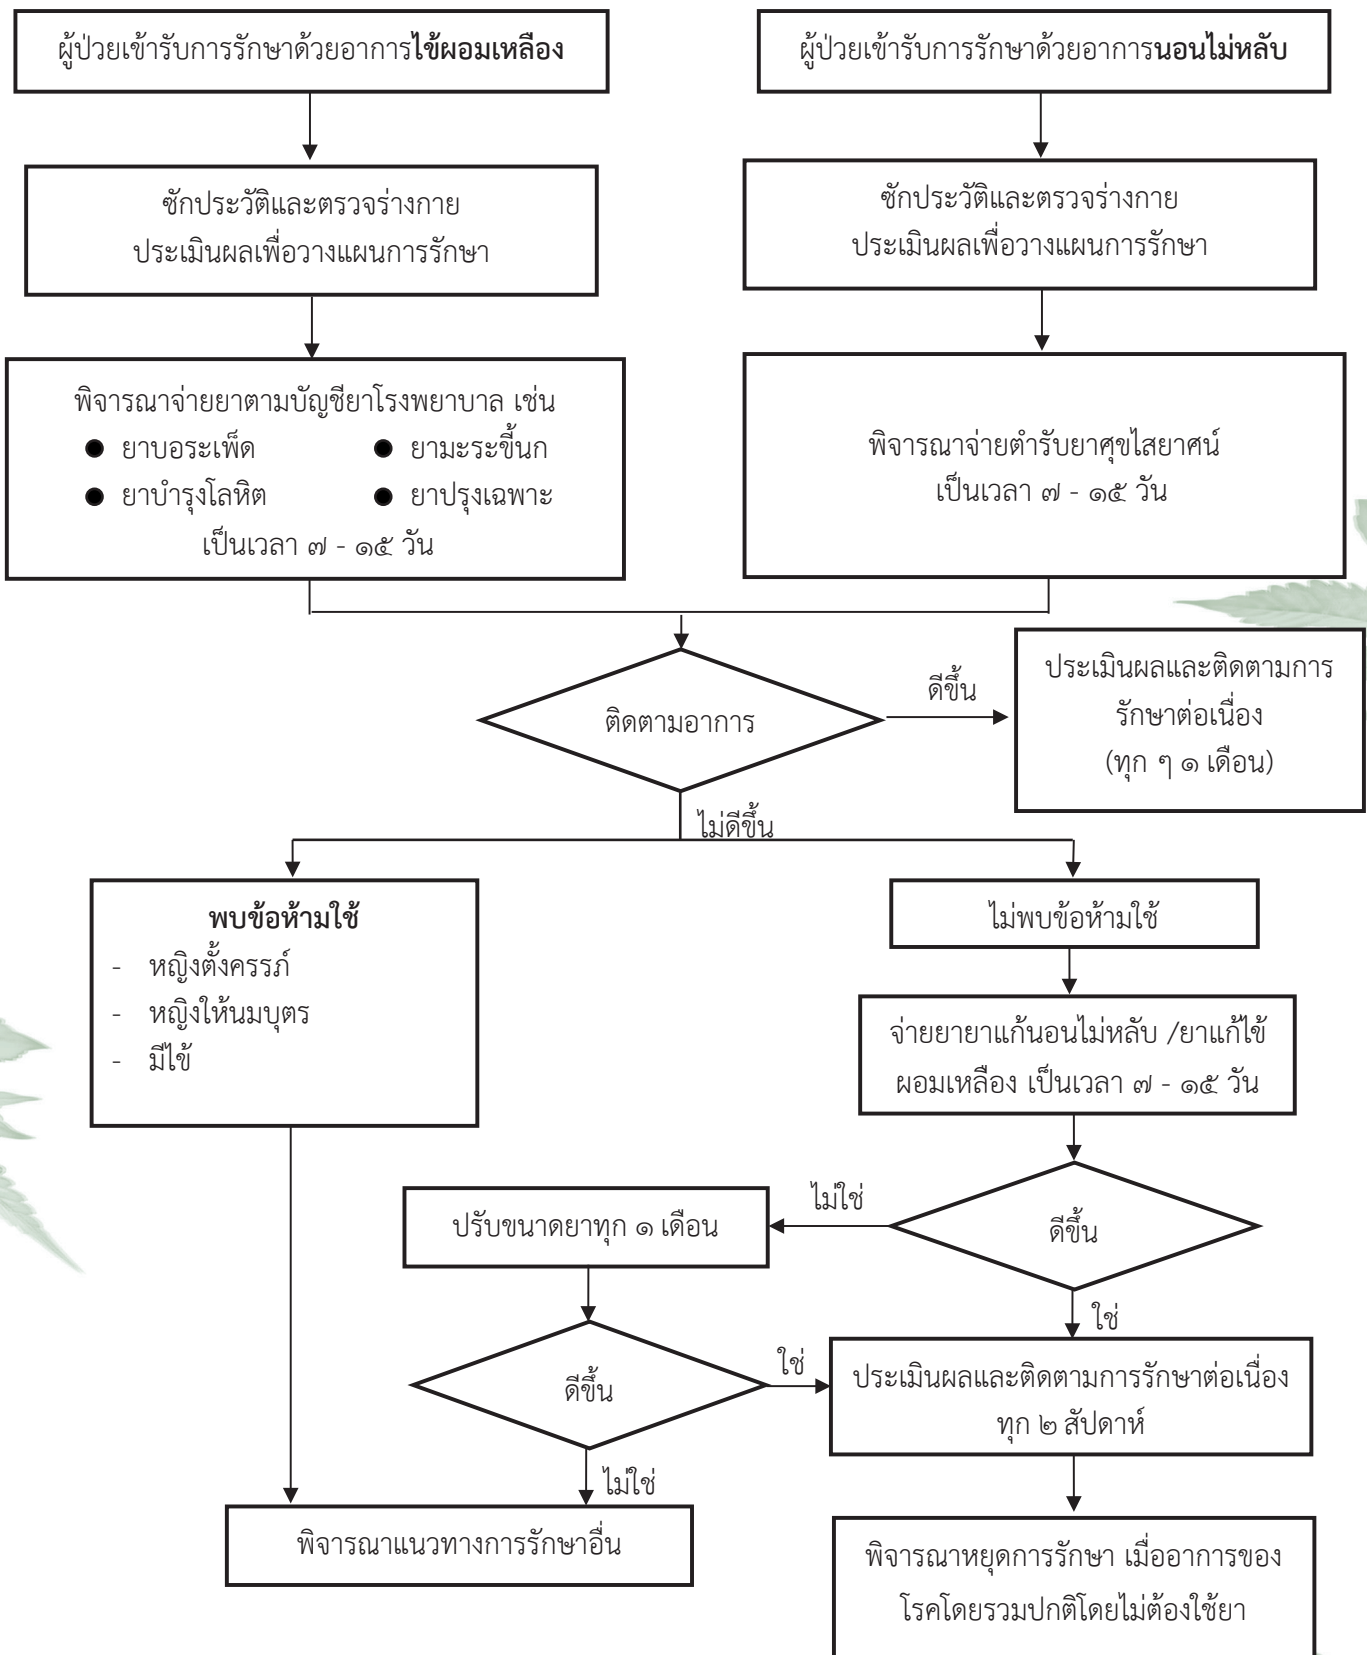 ผู้ป่วยเข้ารับการรักษาด้วยอาการไข้ผอมเหลือง
ผู้ป่วยเข้ารับการรักษาด้วยอาการนอนไม่หลับ
ซักประวัติและตรวจร่างกาย
ประเมินผลเพื่อวางแผนการรักษา
ซักประวัติและตรวจร่างกาย
ประเมินผลเพื่อวางแผนการรักษา
พิจารณาจ่ายยาตามบัญชียาโรงพยาบาล เช่น
● ยาบอระเพ็ด ● ยามะระขี้นก
● ยาบำรุงโลหิต ● ยาปรุงเฉพาะ
เป็นเวลา ๗ - ๑๕ วัน
พิจารณาจ่ายตำรับยาศุขไสยาศน์
เป็นเวลา ๗ - ๑๕ วัน
ติดตามอาการ
ดีขึ้น
ประเมินผลและติดตามการ
รักษาต่อเนื่อง
(ทุก ๆ ๑ เดือน)
ไม่ดีขึ้น
พบข้อห้ามใช้
- หญิงตั้งครรภ์
- หญิงให้นมบุตร
- มีไข้
ไม่พบข้อห้ามใช้
จ่ายยายาแก้นอนไม่หลับ /ยาแก้ไข้
ผอมเหลือง เป็นเวลา ๗ - ๑๕ วัน
ดีขึ้น
ไม่ใช่
ปรับขนาดยาทุก ๑ เดือน
ใช่
ดีขึ้น
ใช่
ประเมินผลและติดตามการรักษาต่อเนื่อง
ทุก ๒ สัปดาห์
ไม่ใช่
พิจารณาแนวทางการรักษาอื่น
พิจารณาหยุดการรักษา เมื่ออาการของ
โรคโดยรวมปกติโดยไม่ต้องใช้ยา